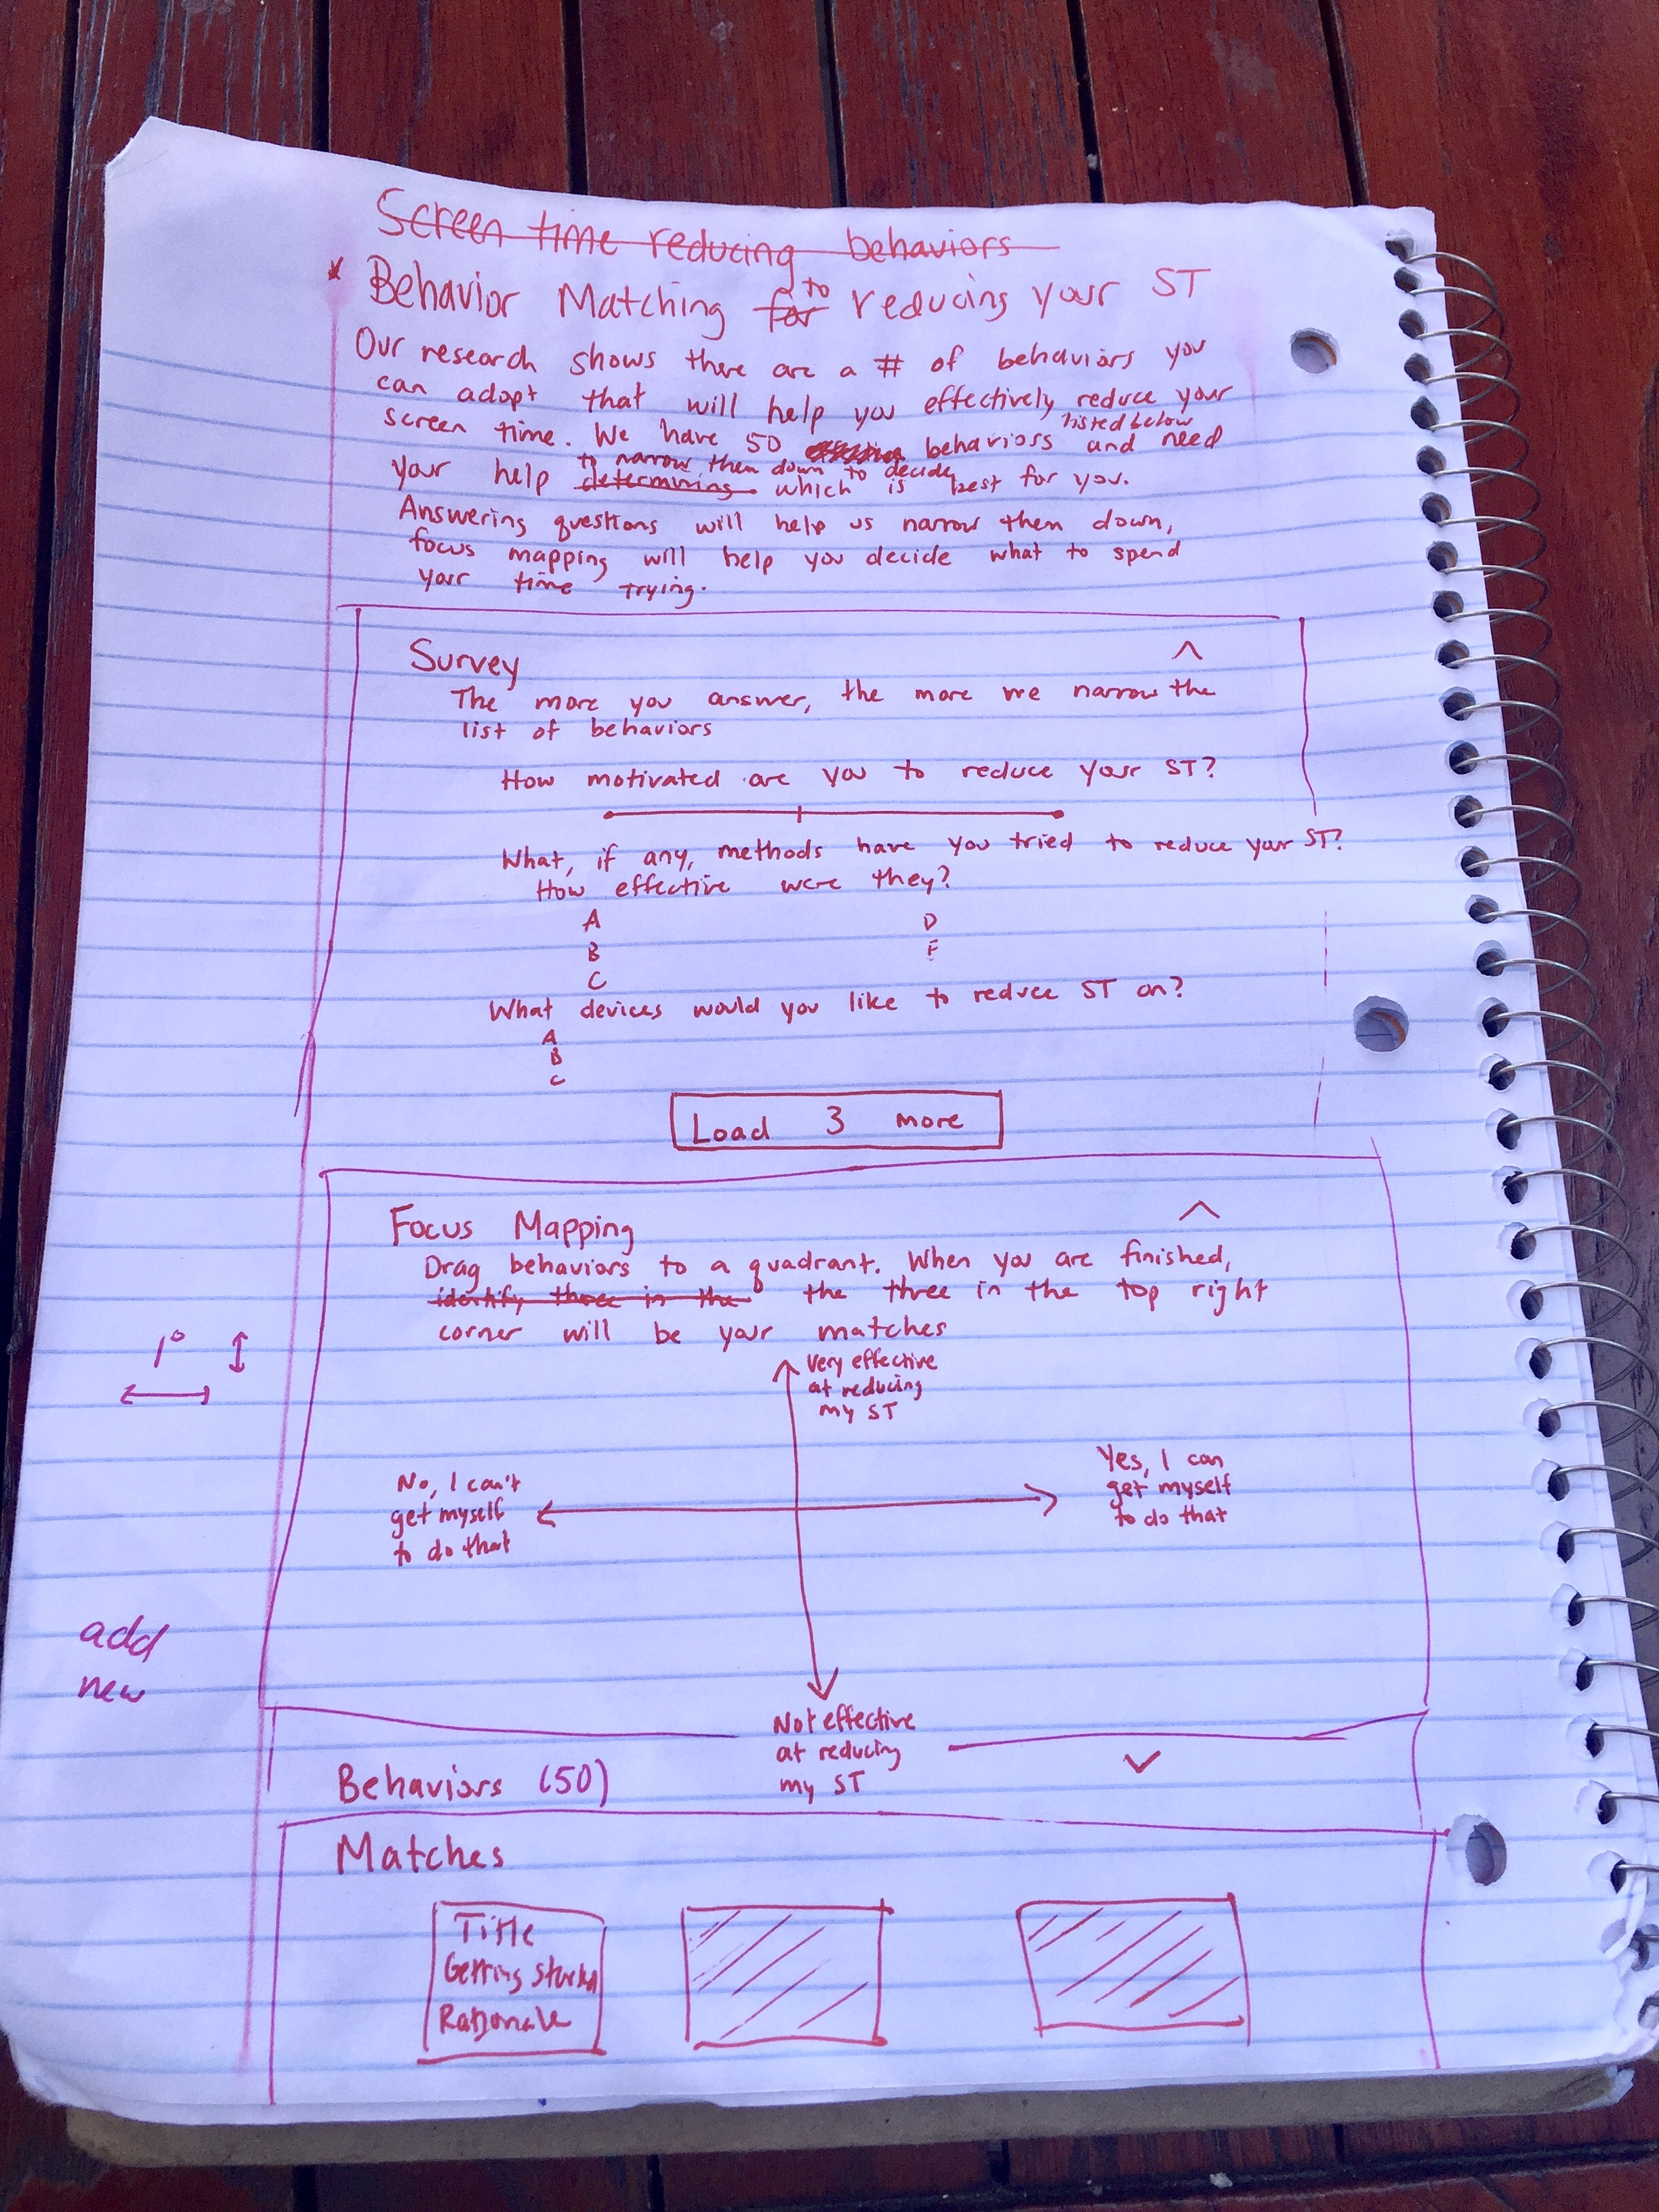 Screen time reducing behaviors
* Behavior Matching for to reducing your ST
Our research shows there are a # of behaviors you
can adopt that will help you effectively reduce your
screen time. We have 50 behaviors listed below and need
your help determining to narrow them down to decide which is best for you.
Answering questions will help us narrow them down,
focus mapping will help you decide what to spend
your time trying.
Survey ^
The more you answer, the more we narrow the
list of behaviors
How motivated are you to reduce your ST?
What, if any, methods have you tried to reduce your ST?
How effective were they?
A D
B F
C
What devices would you like to reduce ST on?
A
B
C
Load 3 more
Focus Mapping ^
Drag behaviors to a quadrant. When you are finished,
identify three in the the three in the top right
corner will be your matches
1° ↕
↔
Very effective
at reducing
my ST
No, I can't
get myself
to do that
Yes, I can
get myself
to do that
add
new
Not effective
at reducing
my ST
Behaviors (50)
Matches
Title
Getting started
Rationale